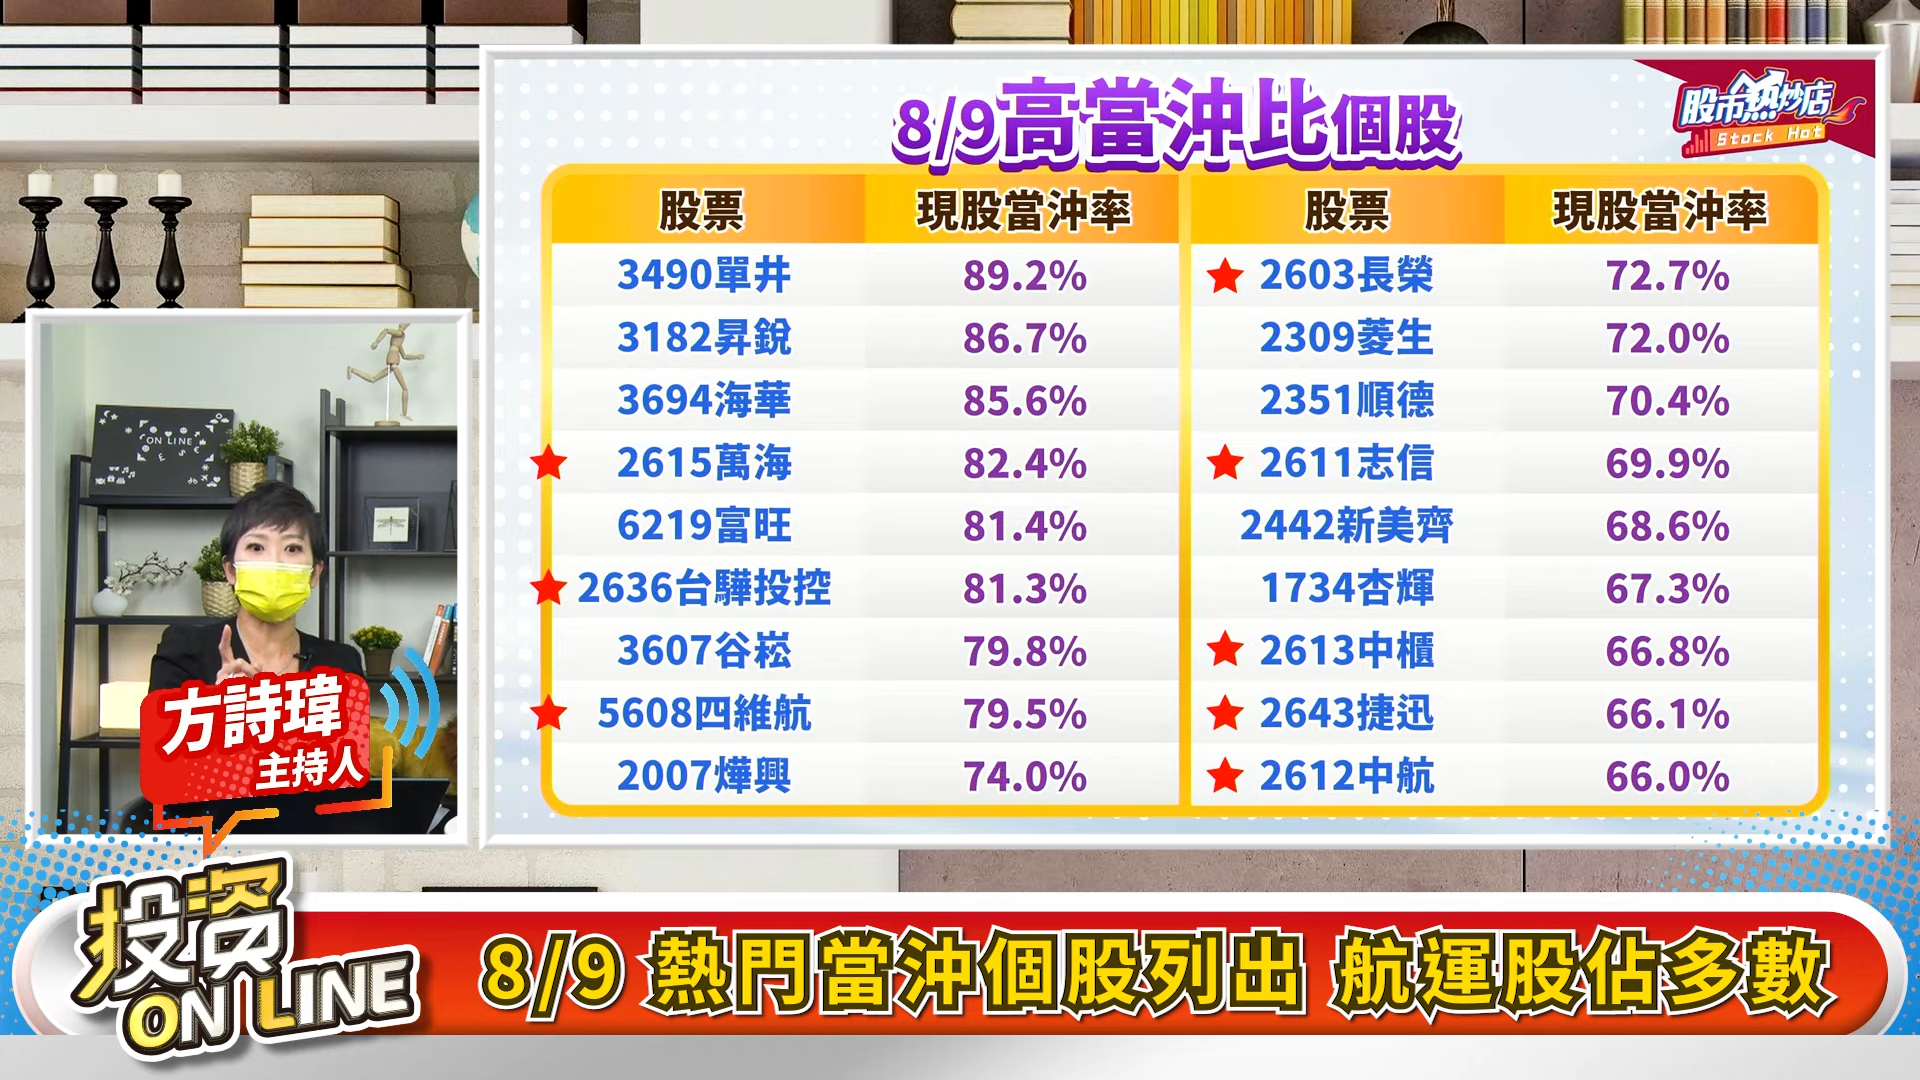 8/9高當沖比個股
股市熱炒店
Stock Hot
股票 現股當沖率 股票 現股當沖率
3490單井 89.2% 2603長榮 72.7%
3182昇銳 86.7% 2309菱生 72.0%
3694海華 85.6% 2351順德 70.4%
2615萬海 82.4% 2611志信 69.9%
6219富旺 81.4% 2442新美齊 68.6%
2636台驊投控 81.3% 1734杏輝 67.3%
3607谷崧 79.8% 2613中櫃 66.8%
5608四維航 79.5% 2643捷迅 66.1%
2007燁興 74.0% 2612中航 66.0%
ON LINE
方詩瑋
主持人
投資
ON LINE
8/9 熱門當沖個股列出 航運股佔多數